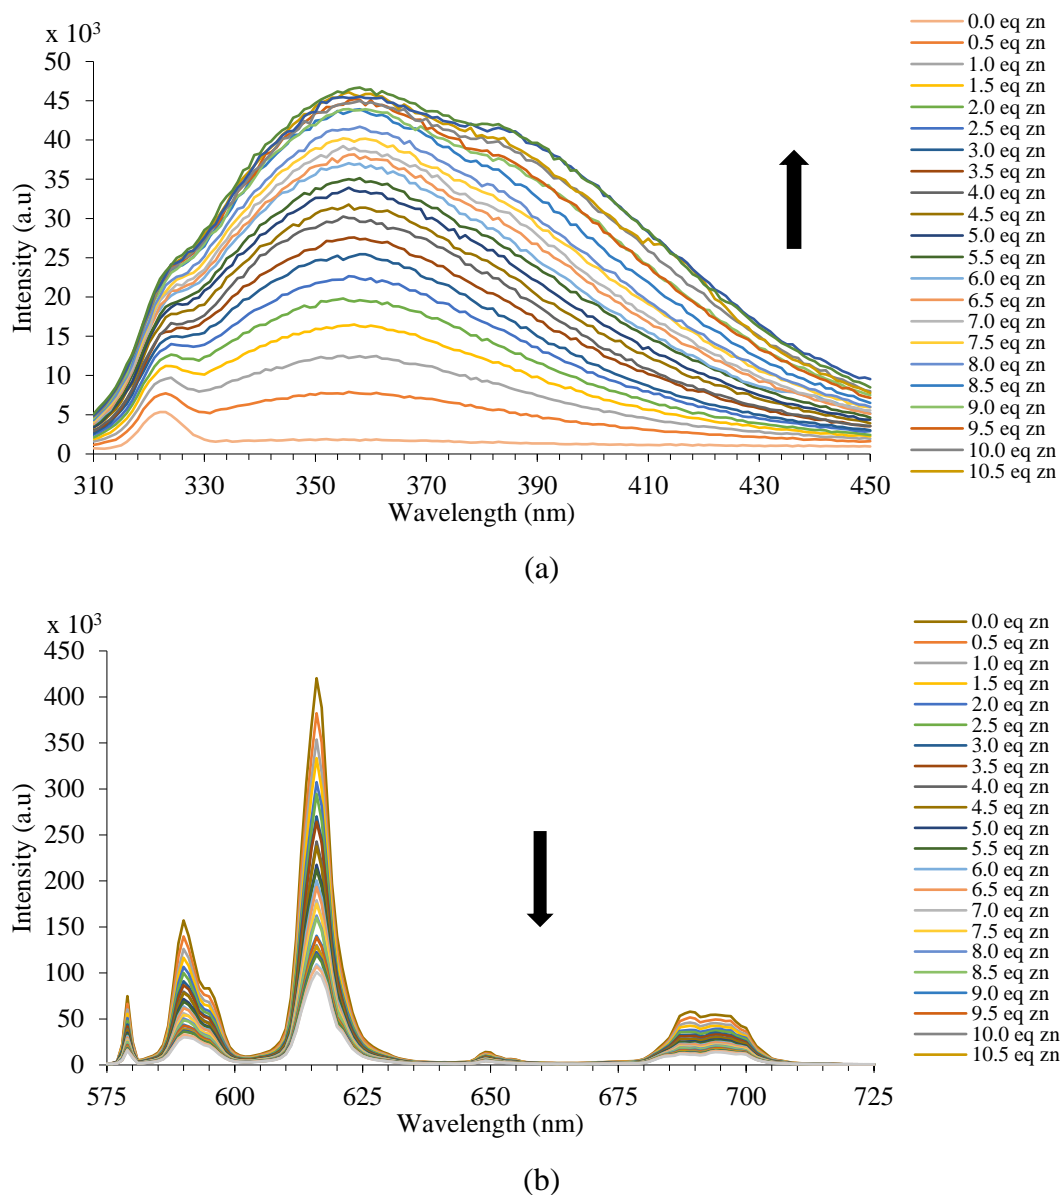 x 10³
50
45
40
35
30
25
20
15
10
5
0
Intensity (a.u)
310 330 350 370 390 410 430 450
Wavelength (nm)
0.0 eq zn
0.5 eq zn
1.0 eq zn
1.5 eq zn
2.0 eq zn
2.5 eq zn
3.0 eq zn
3.5 eq zn
4.0 eq zn
4.5 eq zn
5.0 eq zn
5.5 eq zn
6.0 eq zn
6.5 eq zn
7.0 eq zn
7.5 eq zn
8.0 eq zn
8.5 eq zn
9.0 eq zn
9.5 eq zn
10.0 eq zn
10.5 eq zn
(a)
x 10³
450
400
350
300
250
200
150
100
50
0
Intensity (a.u)
575 600 625 650 675 700 725
Wavelength (nm)
0.0 eq zn
0.5 eq zn
1.0 eq zn
1.5 eq zn
2.0 eq zn
2.5 eq zn
3.0 eq zn
3.5 eq zn
4.0 eq zn
4.5 eq zn
5.0 eq zn
5.5 eq zn
6.0 eq zn
6.5 eq zn
7.0 eq zn
7.5 eq zn
8.0 eq zn
8.5 eq zn
9.0 eq zn
9.5 eq zn
10.0 eq zn
10.5 eq zn
(b)